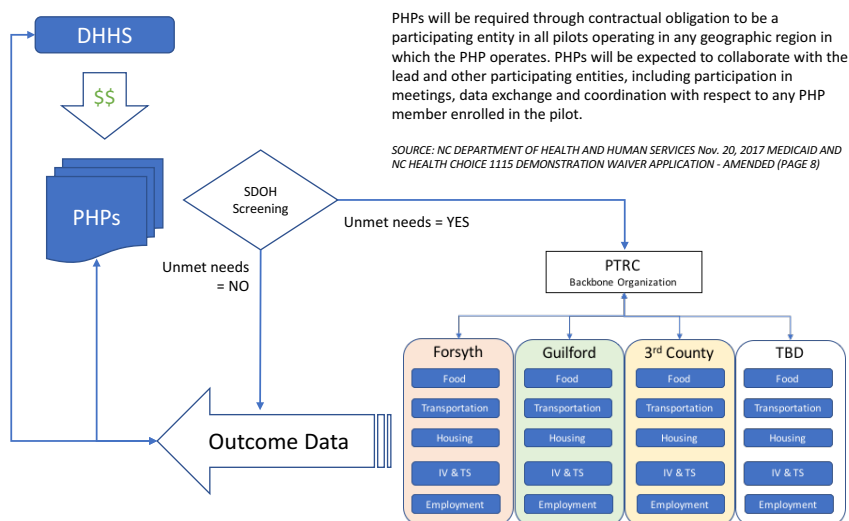 DHHS
$$
PHPs
PHPs will be required through contractual obligation to be a
participating entity in all pilots operating in any geographic region in
which the PHP operates. PHPs will be expected to collaborate with the
lead and other participating entities, including participation in
meetings, data exchange and coordination with respect to any PHP
member enrolled in the pilot.
SOURCE: NC DEPARTMENT OF HEALTH AND HUMAN SERVICES Nov. 20, 2017 MEDICAID AND
NC HEALTH CHOICE 1115 DEMONSTRATION WAIVER APPLICATION - AMENDED (PAGE 8)
SDOH
Screening
Unmet needs = YES
Unmet needs
= NO
PTRC
Backbone Organization
Forsyth
Food
Transportation
Housing
IV & TS
Employment
Guilford
Food
Transportation
Housing
IV & TS
Employment
3rd County
Food
Transportation
Housing
IV & TS
Employment
TBD
Food
Transportation
Housing
IV & TS
Employment
Outcome Data